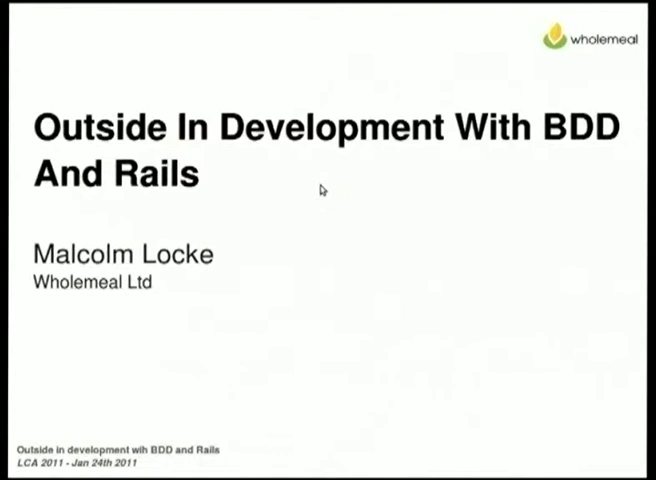 wholemeal
Outside In Development With BDD
And Rails
Malcolm Locke
Wholemeal Ltd
Outside in development wih BDD and Rails
LCA 2011 - Jan 24th 2011